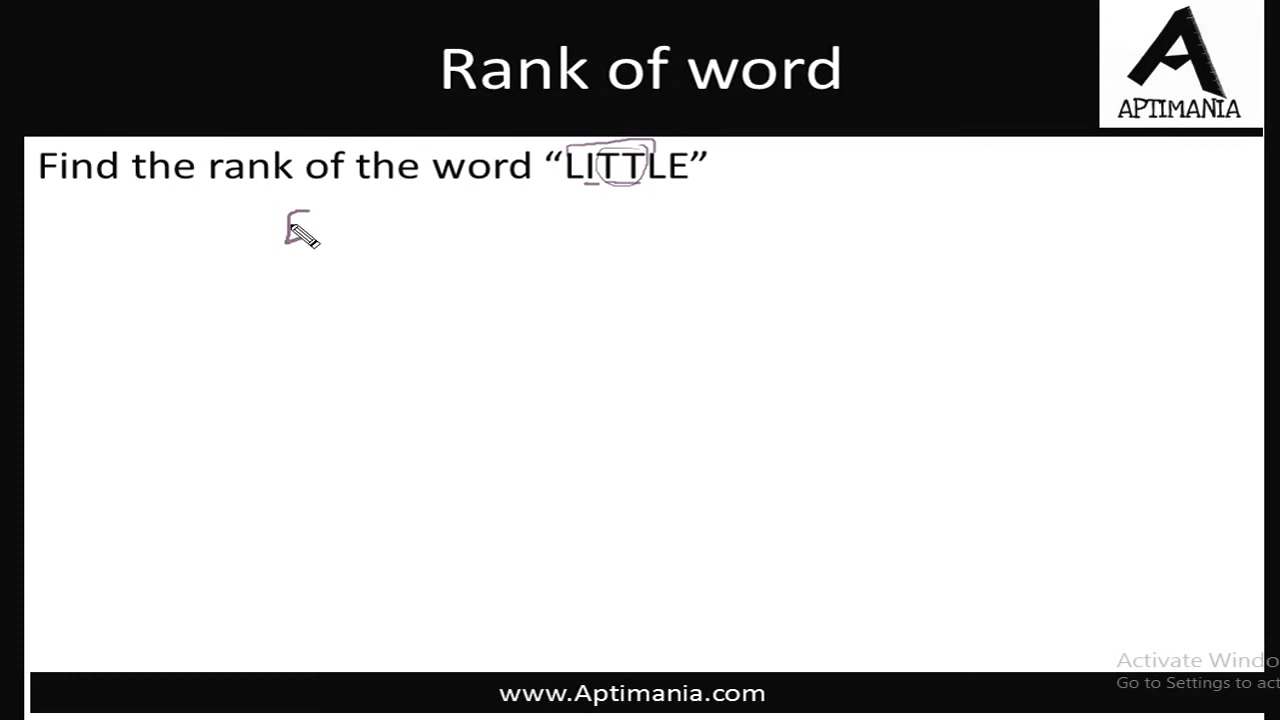 Rank of word
APTIMANIA
Find the rank of the word “LITTLE”
Activate Windo
Go to Settings to act
www.Aptimania.com